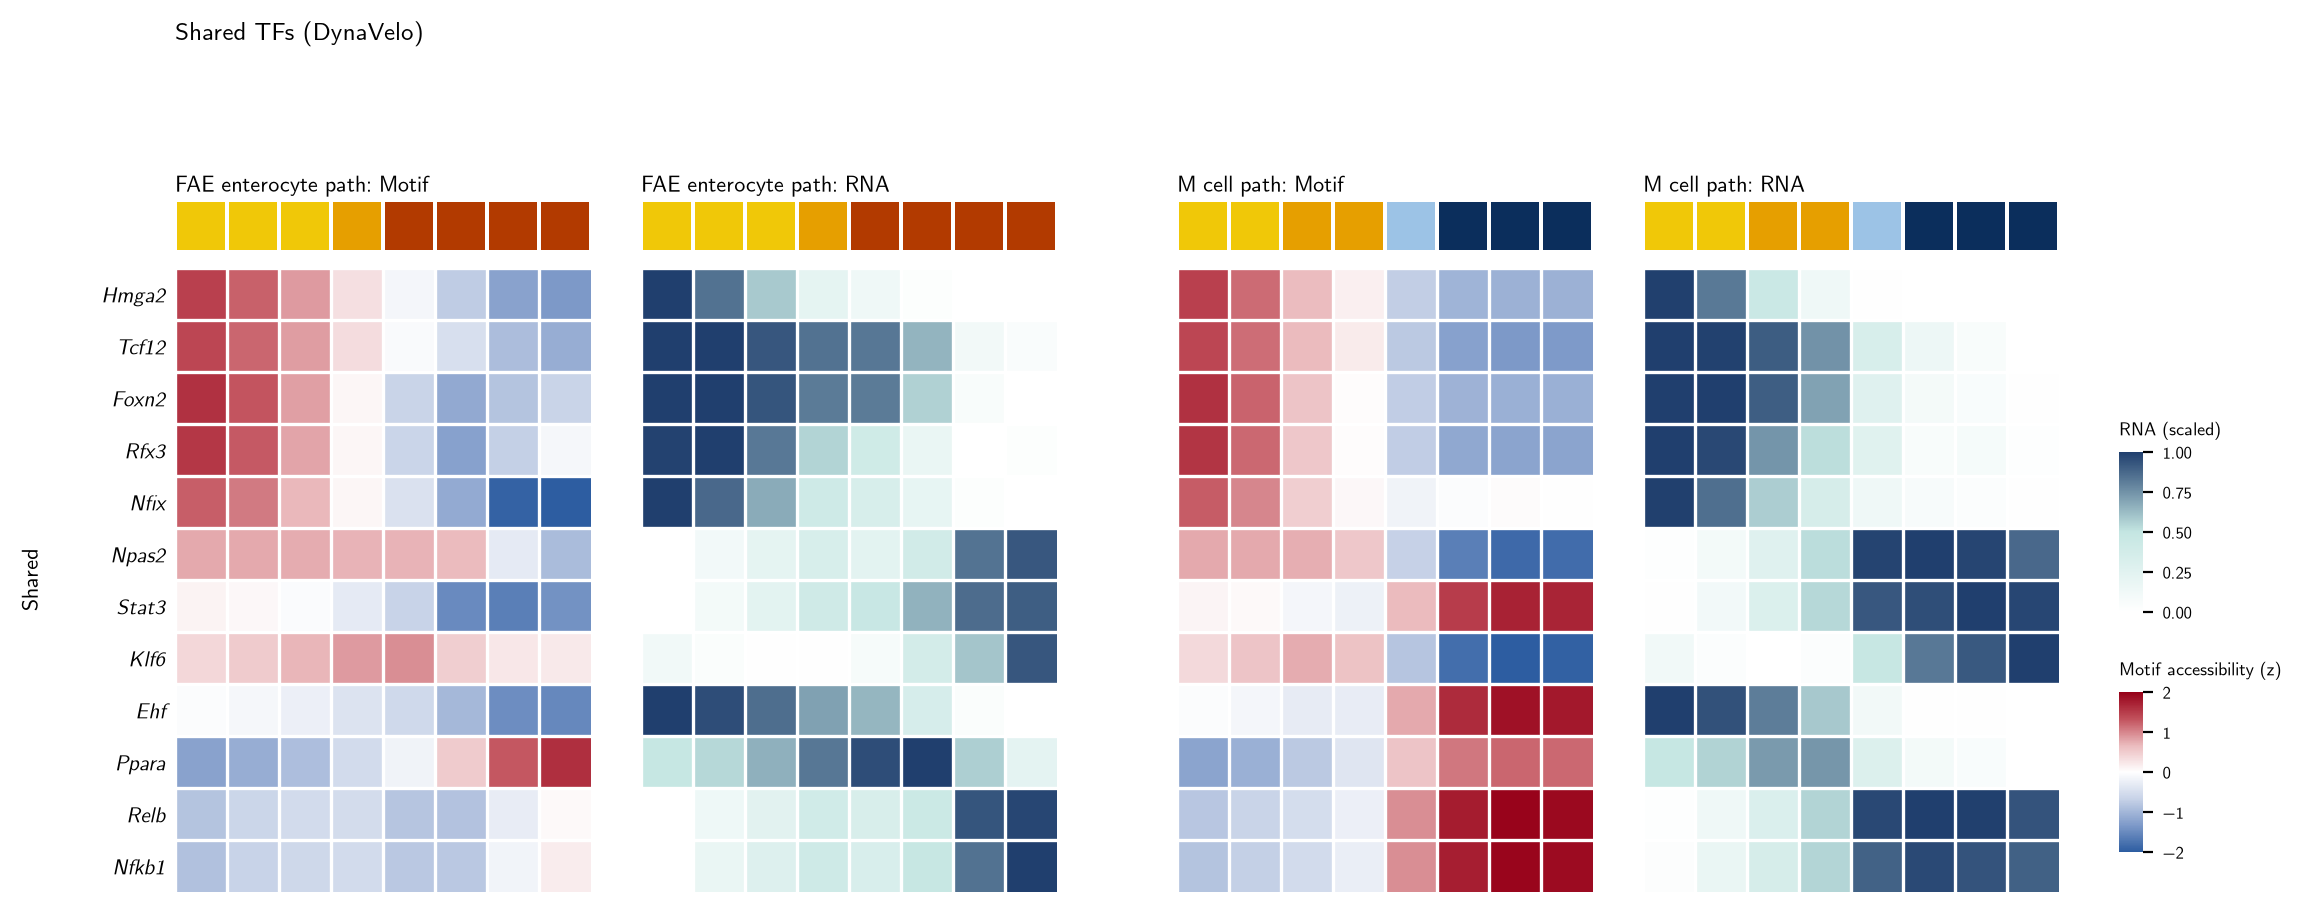 Shared TFs (DynaVelo)
FAE enterocyte path: Motif
FAE enterocyte path: RNA
M cell path: Motif
M cell path: RNA
Shared
Hmga2
Tcf12
Foxn2
Rfx3
Nfix
Npas2
Stat3
Klf6
Ehf
Ppara
Relb
Nfkb1
RNA (scaled)
1.00
0.75
0.50
0.25
0.00
Motif accessibility (z)
2
1
0
−1
−2